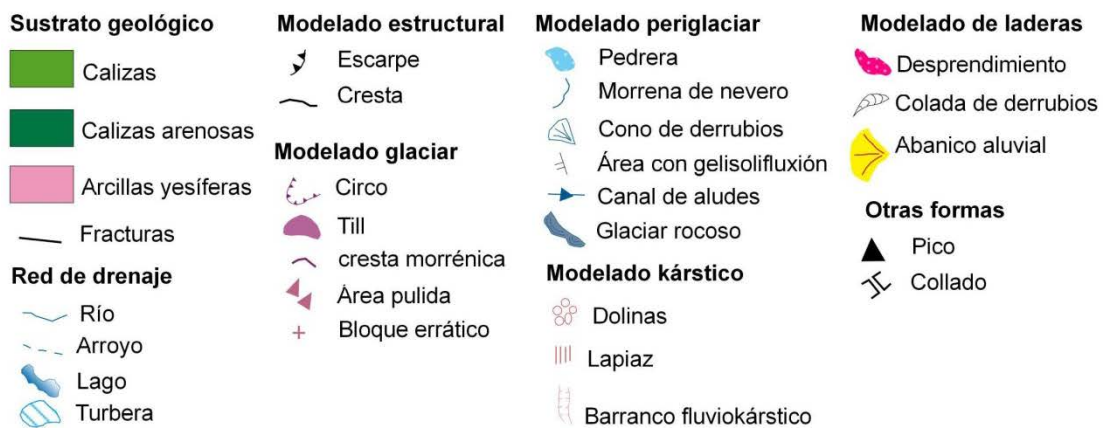 Sustrato geológico
Calizas
Calizas arenosas
Arcillas yesíferas
Fracturas
Red de drenaje
Río
Arroyo
Lago
Turbera
Modelado estructural
Escarpe
Cresta
Modelado glaciar
Circo
Till
cresta morrénica
Área pulida
Bloque errático
Modelado periglaciar
Pedrera
Morrena de nevero
Cono de derrubios
Área con gelisolifluxión
Canal de aludes
Glaciar rocoso
Modelado kárstico
Dolinas
Lapiaz
Barranco fluviokárstico
Modelado de laderas
Desprendimiento
Colada de derrubios
Abanico aluvial
Otras formas
Pico
Collado